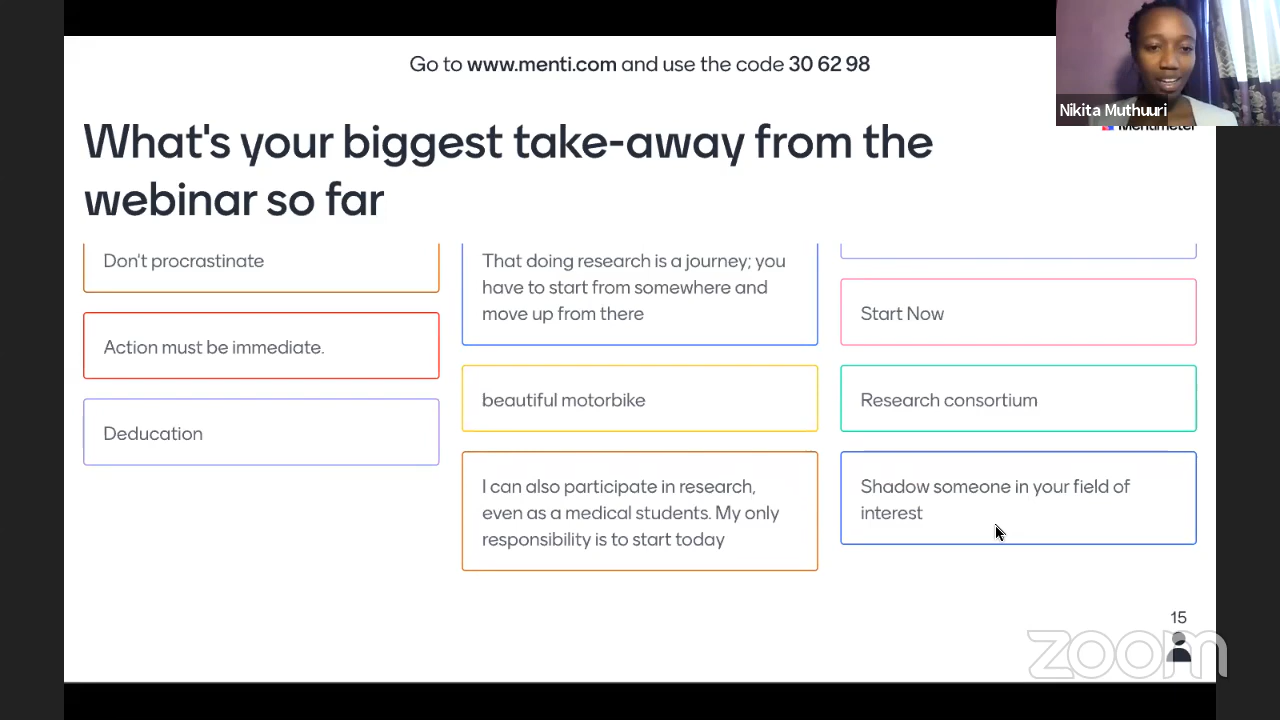 Go to www.menti.com and use the code 30 62 98
Nikita Muthuuri
Mentimeter
What's your biggest take-away from the
webinar so far
Don't procrastinate
Action must be immediate.
Deducation
That doing research is a journey; you
have to start from somewhere and
move up from there
beautiful motorbike
I can also participate in research,
even as a medical students. My only
responsibility is to start today
Start Now
Research consortium
Shadow someone in your field of
interest
15
zoom